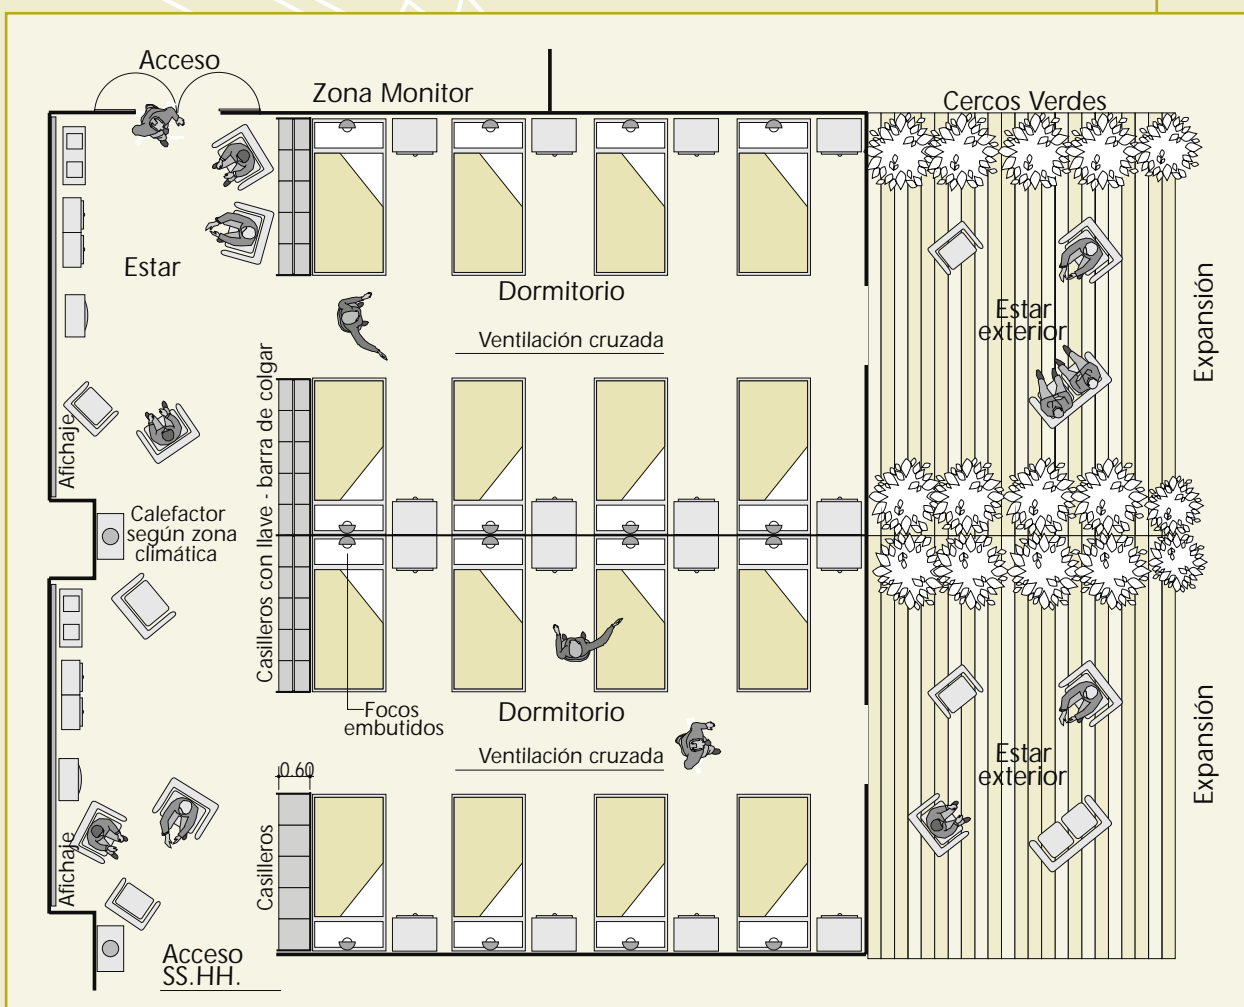 Acceso
Zona Monitor
Cercos Verdes
Estar
Dormitorio
Ventilación cruzada
Estar
exterior
Expansión
Afichaje
Casilleros con llave - barra de colgar
Calefactor
según zona
climática
Focos
embutidos
Dormitorio
Ventilación cruzada
0.60
Estar
exterior
Expansión
Afichaje
Casilleros
Acceso
SS.HH.